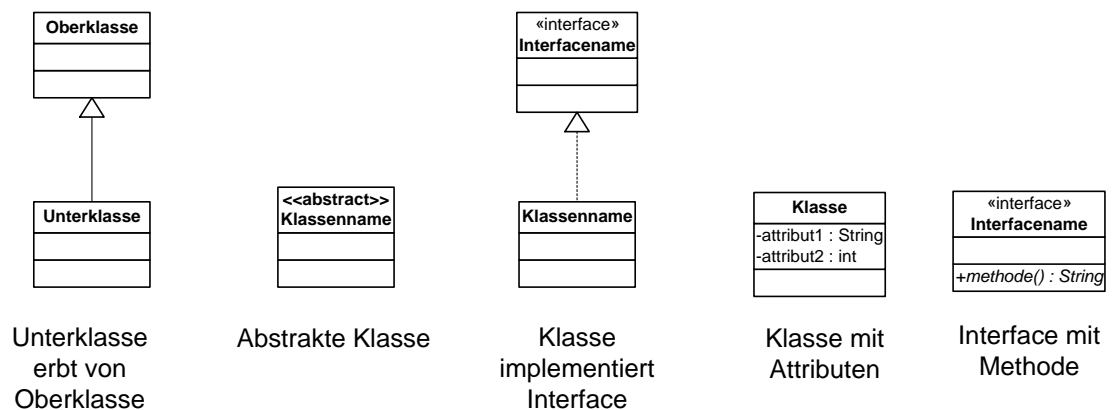 Oberklasse
Unterklasse
Unterklasse
erbt von
Oberklasse
<<abstract>>
Klassenname
Abstrakte Klasse
«interface»
Interfacename
Klassenname
Klasse
implementiert
Interface
Klasse
-attribut1 : String
-attribut2 : int
Klasse mit
Attributen
«interface»
Interfacename
+methode() : String
Interface mit
Methode